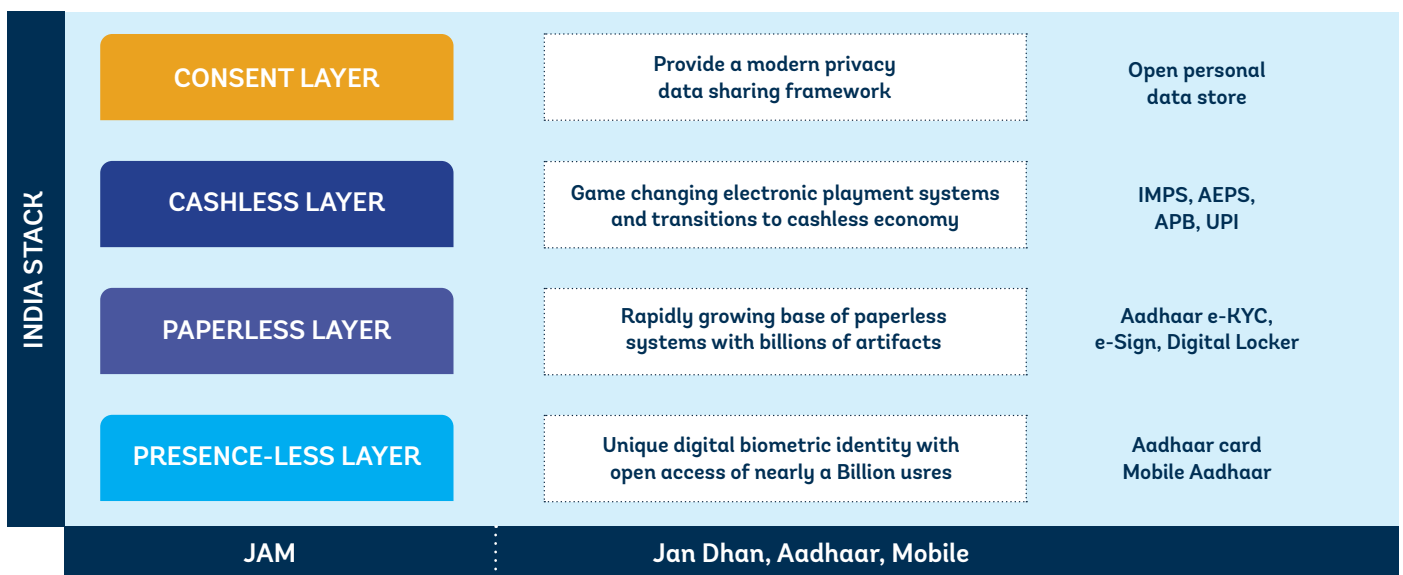 INDIA STACK
CONSENT LAYER
Provide a modern privacy
data sharing framework
Open personal
data store
CASHLESS LAYER
Game changing electronic playment systems
and transitions to cashless economy
IMPS, AEPS,
APB, UPI
PAPERLESS LAYER
Rapidly growing base of paperless
systems with billions of artifacts
Aadhaar e-KYC,
e-Sign, Digital Locker
PRESENCE-LESS LAYER
Unique digital biometric identity with
open access of nearly a Billion usres
Aadhaar card
Mobile Aadhaar
JAM
Jan Dhan, Aadhaar, Mobile